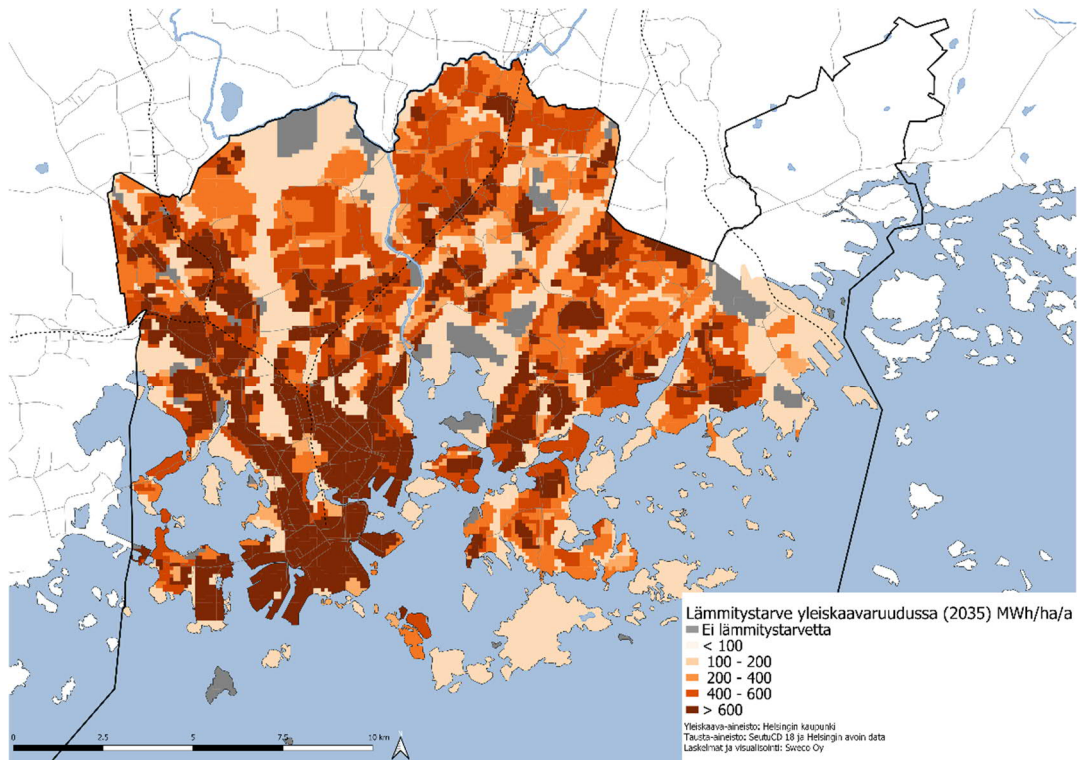 Lämmitystarve yleiskaavaruudussa (2035) MWh/ha/a
Ei lämmitystarvetta
< 100
100 - 200
200 - 400
400 - 600
> 600
Yleiskaava-aineisto: Helsingin kaupunki
Tausta-aineisto: SeutuCD 18 ja Helsingin avoin data
Laskelmat ja visualisointi: Sweco Oy
0 2.5 5 7.5 10 km